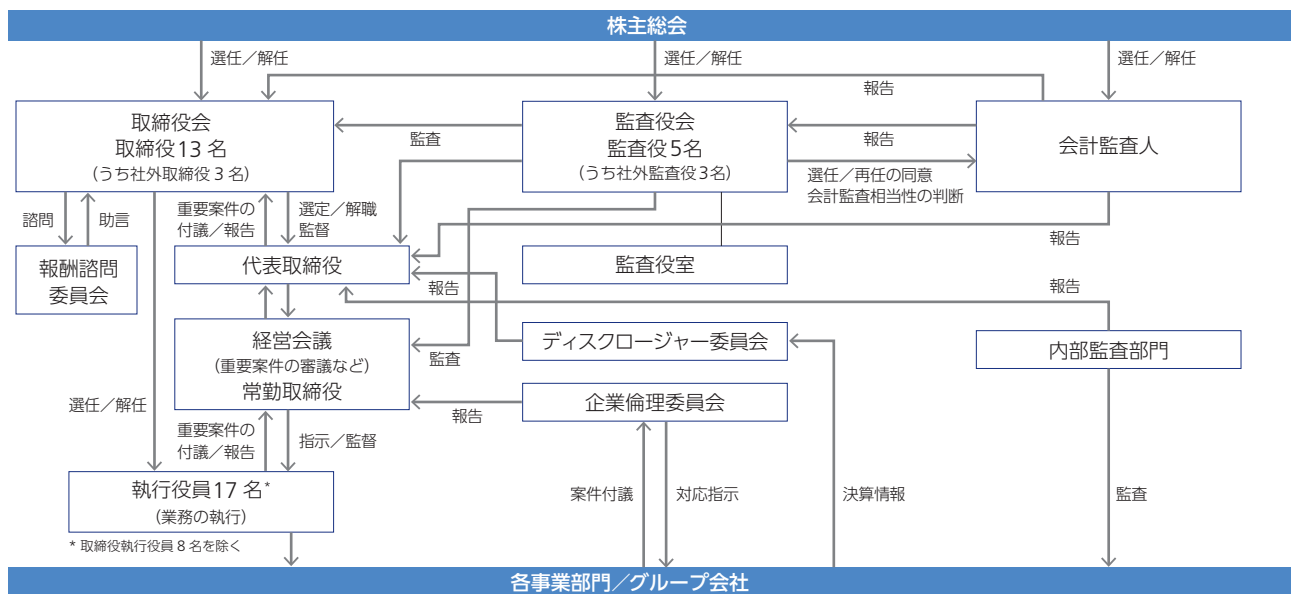 株主総会
選任／解任
選任／解任
選任／解任
報告
取締役会
取締役13 名
(うち社外取締役 3 名)
監査
監査役会
監査役5名
(うち社外監査役 3名)
報告
選任／再任の同意
会計監査相当性の判断
会計監査人
諮問
助言
重要案件の
付議／報告
選定／解職
監督
報告
報酬諮問
委員会
代表取締役
監査役室
報告
報告
経営会議
(重要案件の審議など)
常勤取締役
監査
ディスクロージャー委員会
内部監査部門
選任／解任
報告
企業倫理委員会
重要案件の
付議／報告
指示／監督
執行役員17 名*
(業務の執行)
* 取締役執行役員 8 名を除く
案件付議
対応指示
決算情報
監査
各事業部門／グループ会社